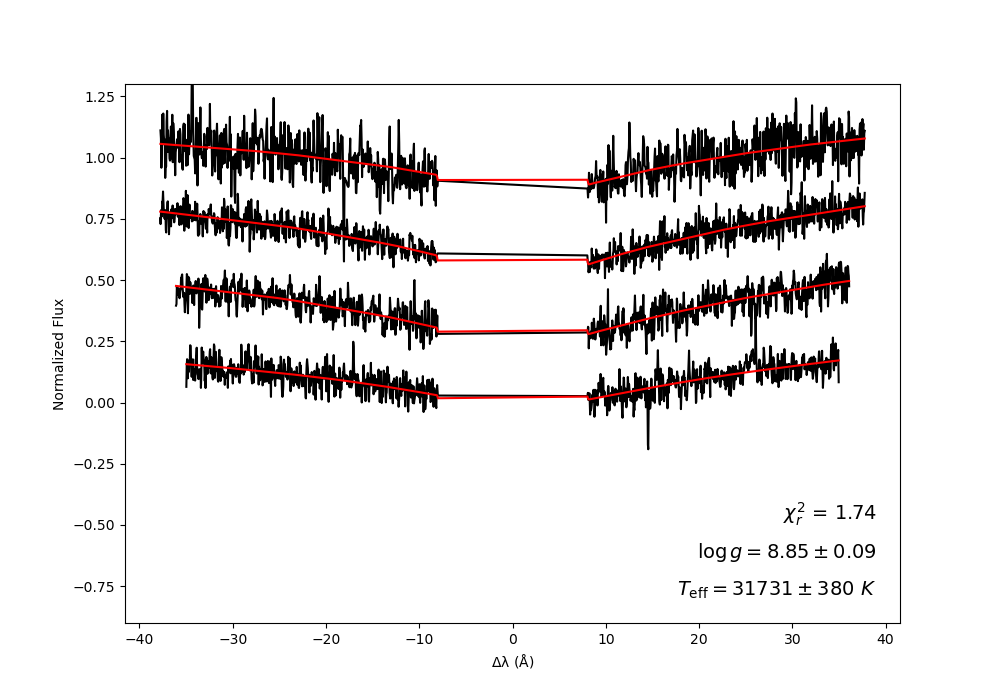 1.25
1.00
0.75
0.50
0.25
0.00
−0.25
−0.50
−0.75
Normalized Flux
χ²ᵣ = 1.74
log g = 8.85 ± 0.09
T_eff = 31731 ± 380 K
−40 −30 −20 −10 0 10 20 30 40
Δλ (Å)